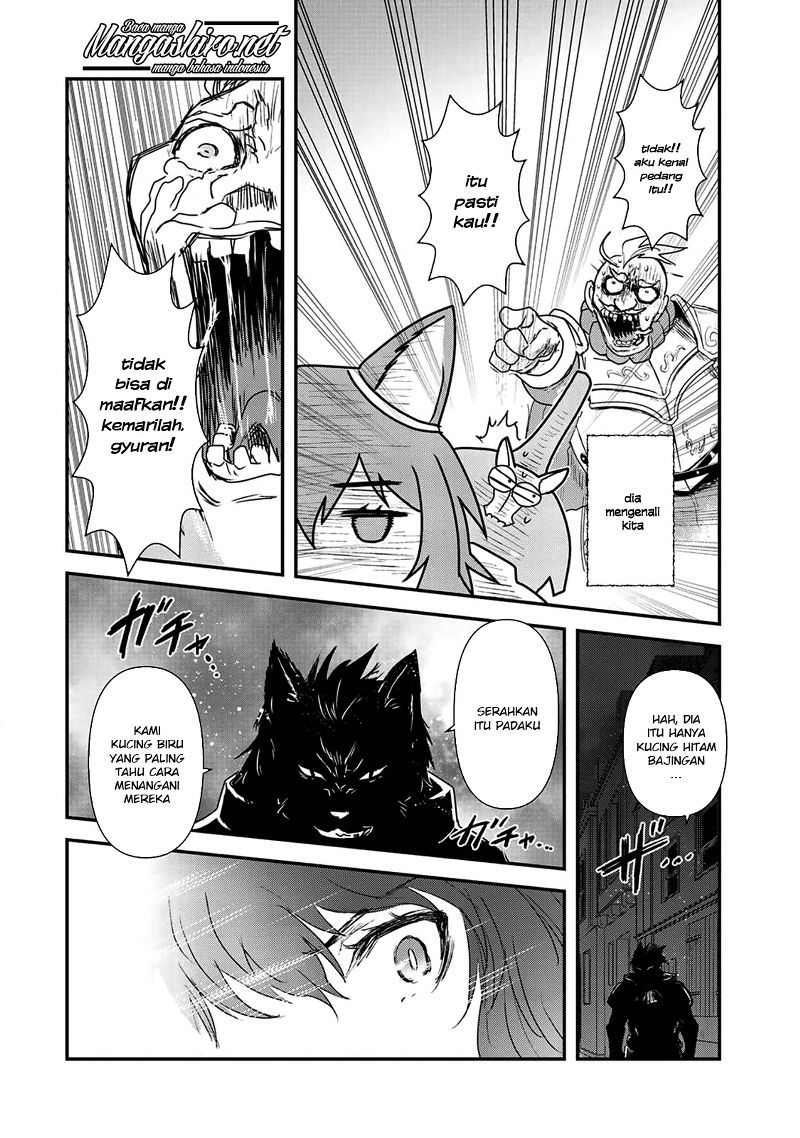 Baca manga
Mangashiro.net
manga bahasa indonesia
tidak!!
aku kenal
pedang
itu!!
itu
pasti
kau!!
dia
mengenali
kita
tidak
bisa di
maafkan!!
kemarilah,
gyuran.
HAH, DIA
ITU HANYA
KUCING HITAM
BAJINGAN
...
ザ...
SERAHKAN
ITU PADAKU
ガチャ...
KAMI
KUCING BIRU
YANG PALING
TAHU CARA
MENANGANI
MEREKA
ガチャ...